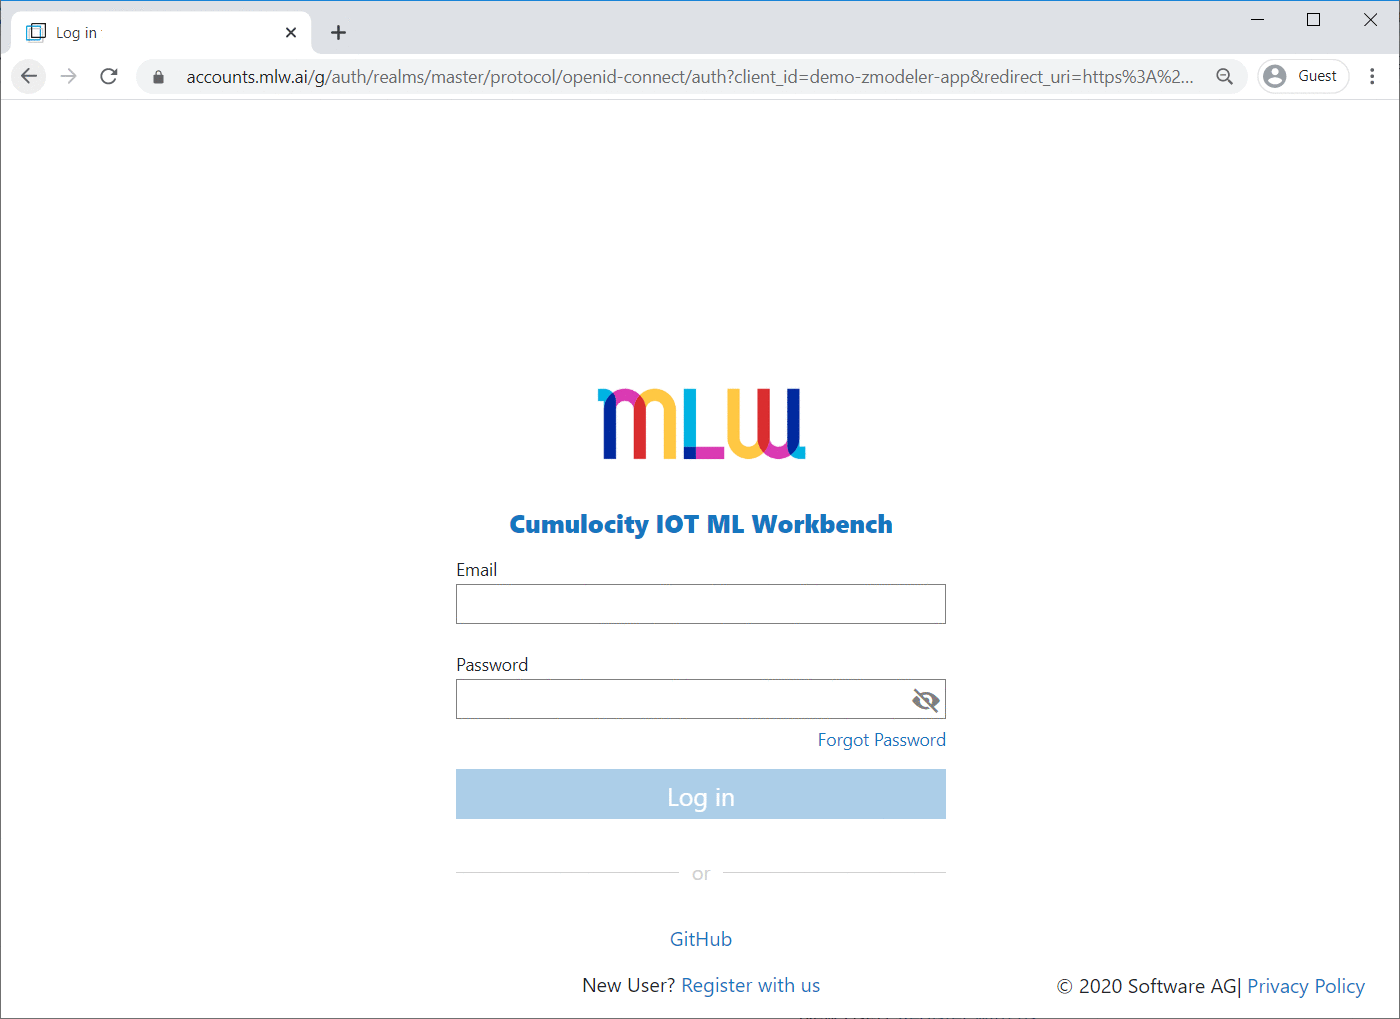 Log in
accounts.mlw.ai/g/auth/realms/master/protocol/openid-connect/auth?client_id=demo-zmodeler-app&redirect_uri=https%3A%2...
Guest
MLW
Cumulocity IOT ML Workbench
Email
Password
Forgot Password
Log in
or
GitHub
New User? Register with us
© 2020 Software AG| Privacy Policy